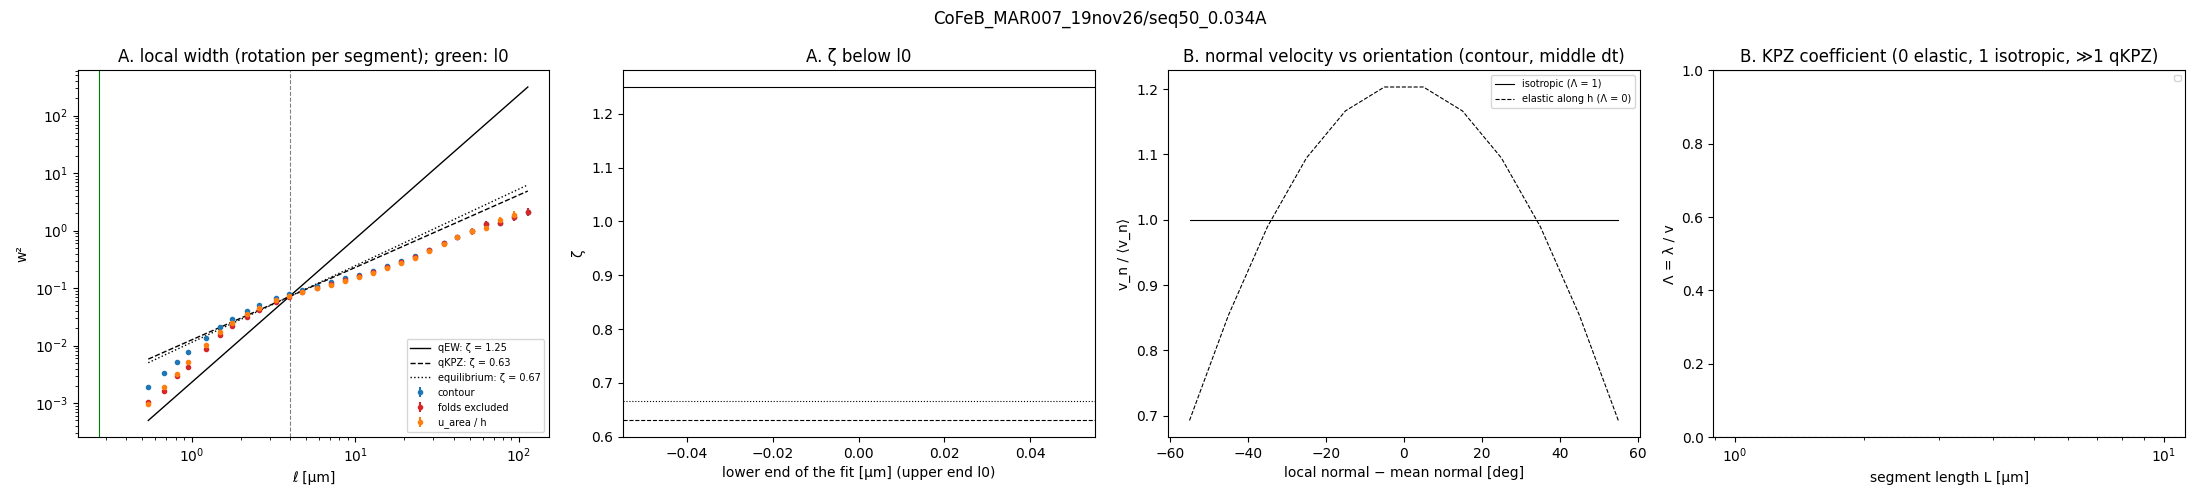 CoFeB_MAR007_19nov26/seq50_0.034A
A. local width (rotation per segment); green: l0
w²
10²
10¹
10⁰
10⁻¹
10⁻²
10⁻³
qEW: ζ = 1.25
qKPZ: ζ = 0.63
equilibrium: ζ = 0.67
contour
folds excluded
u_area / h
10⁰ 10¹ 10²
ℓ [µm]
A. ζ below l0
ζ
1.2
1.1
1.0
0.9
0.8
0.7
0.6
−0.04 −0.02 0.00 0.02 0.04
lower end of the fit [µm] (upper end l0)
B. normal velocity vs orientation (contour, middle dt)
v_n / ⟨v_n⟩
1.2
1.1
1.0
0.9
0.8
0.7
isotropic (Λ = 1)
elastic along h (Λ = 0)
−60 −40 −20 0 20 40 60
local normal − mean normal [deg]
B. KPZ coefficient (0 elastic, 1 isotropic, ≫1 qKPZ)
Λ = λ / v
1.0
0.8
0.6
0.4
0.2
0.0
10⁰ 10¹
segment length L [µm]